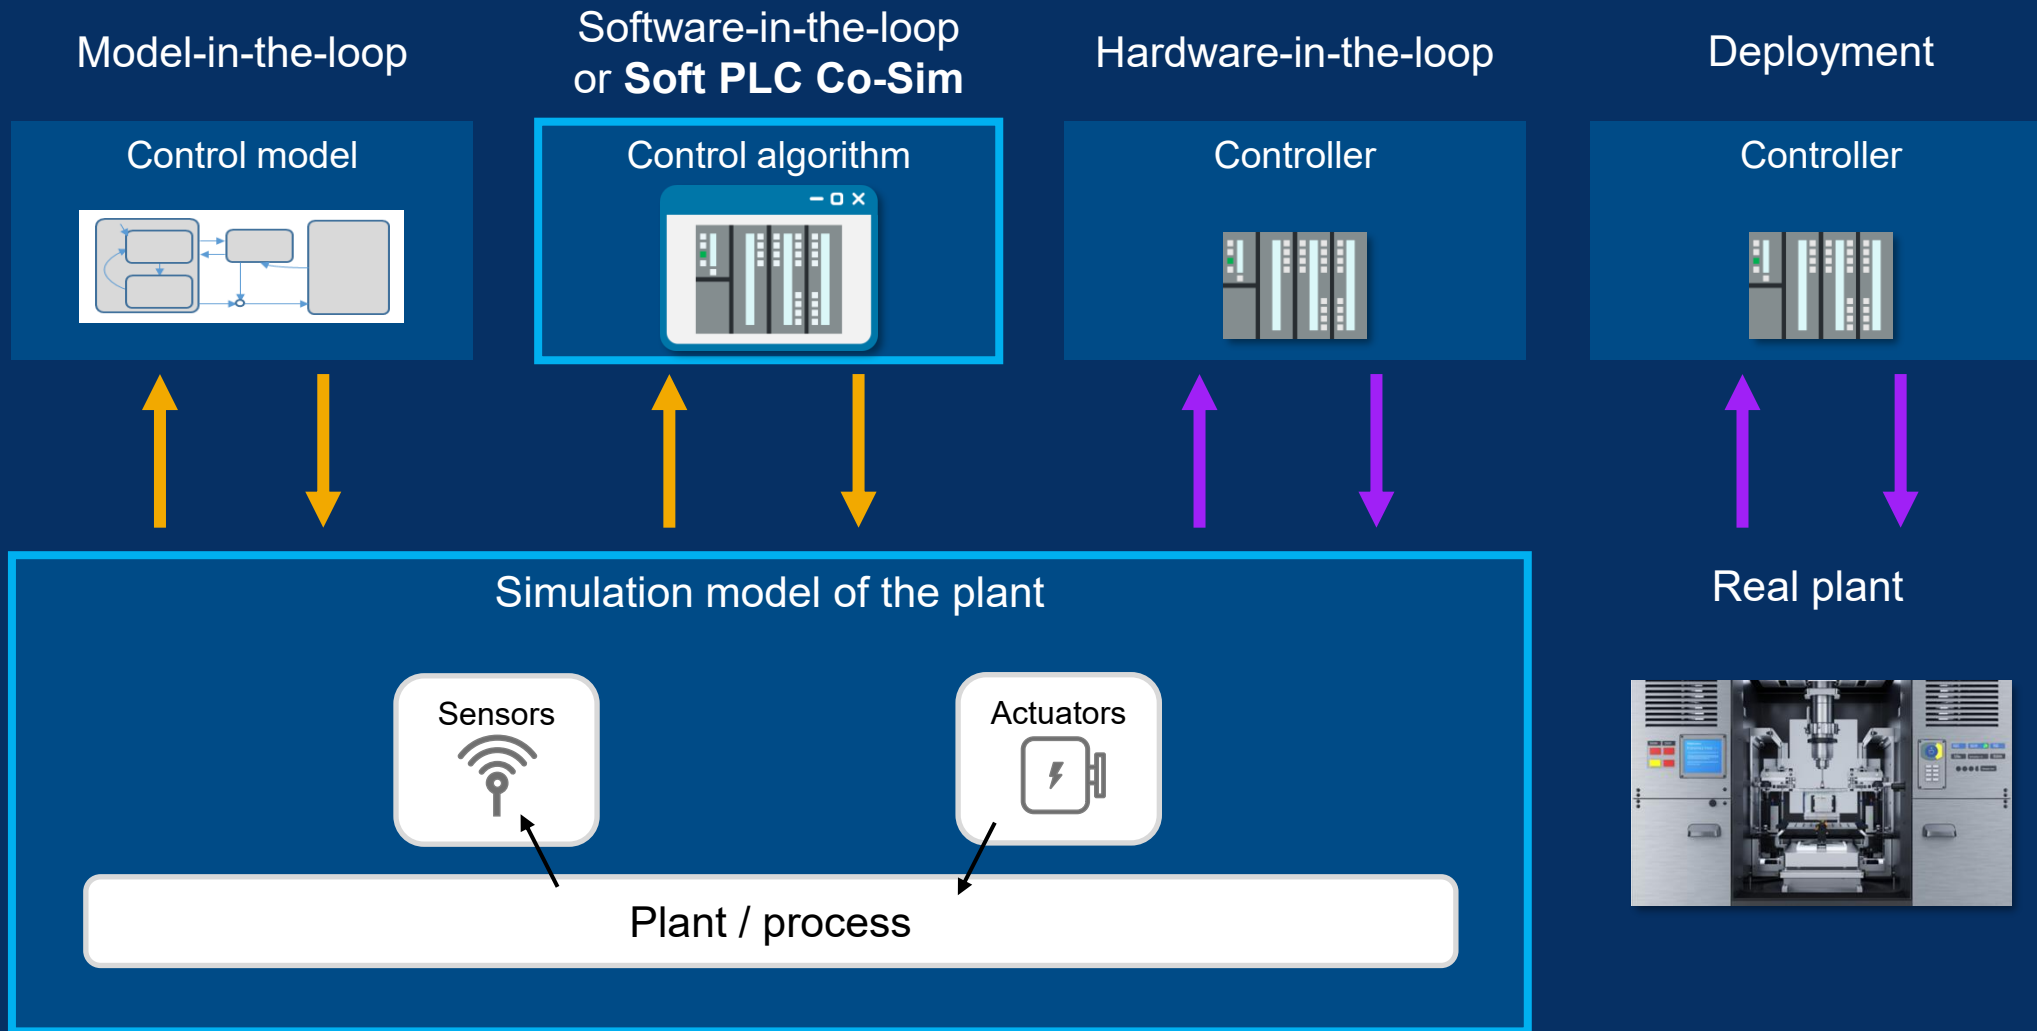 Model-in-the-loop
Software-in-the-loop
or Soft PLC Co-Sim
Hardware-in-the-loop
Deployment
Control model
Control algorithm
Controller
Controller
Simulation model of the plant
Real plant
Sensors
Actuators
Plant / process